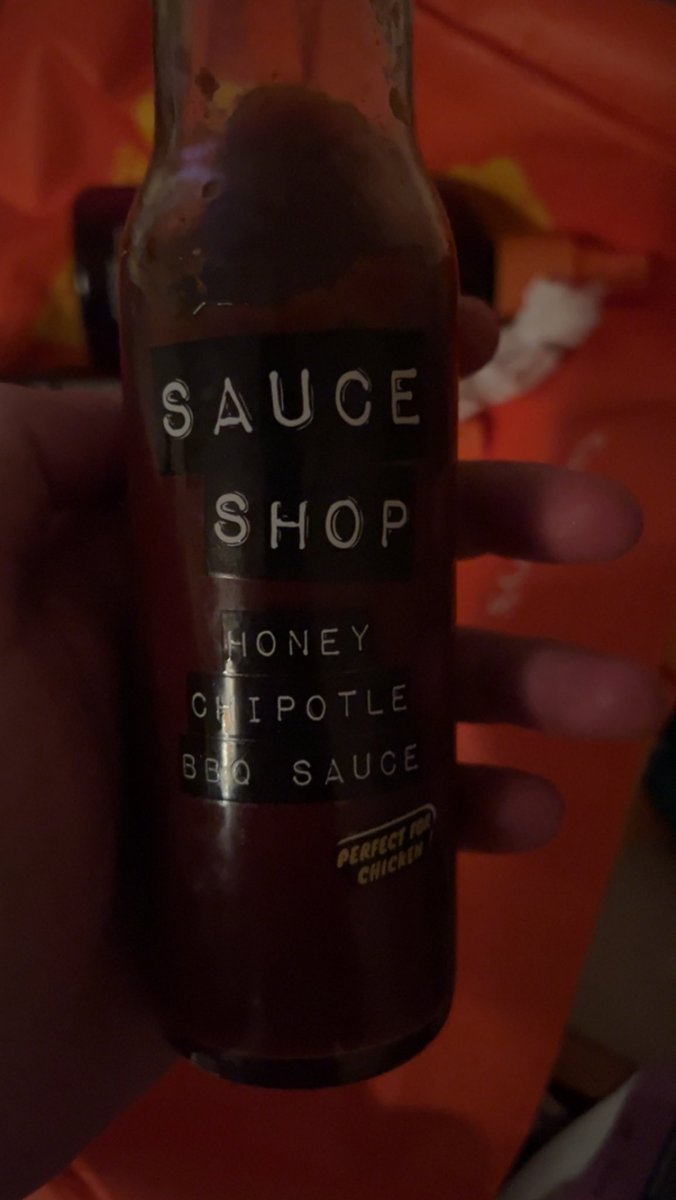 SAUCE
SHOP
HONEY
CHIPOTLE
BBQ SAUCE
PERFECT FOR
CHICKEN